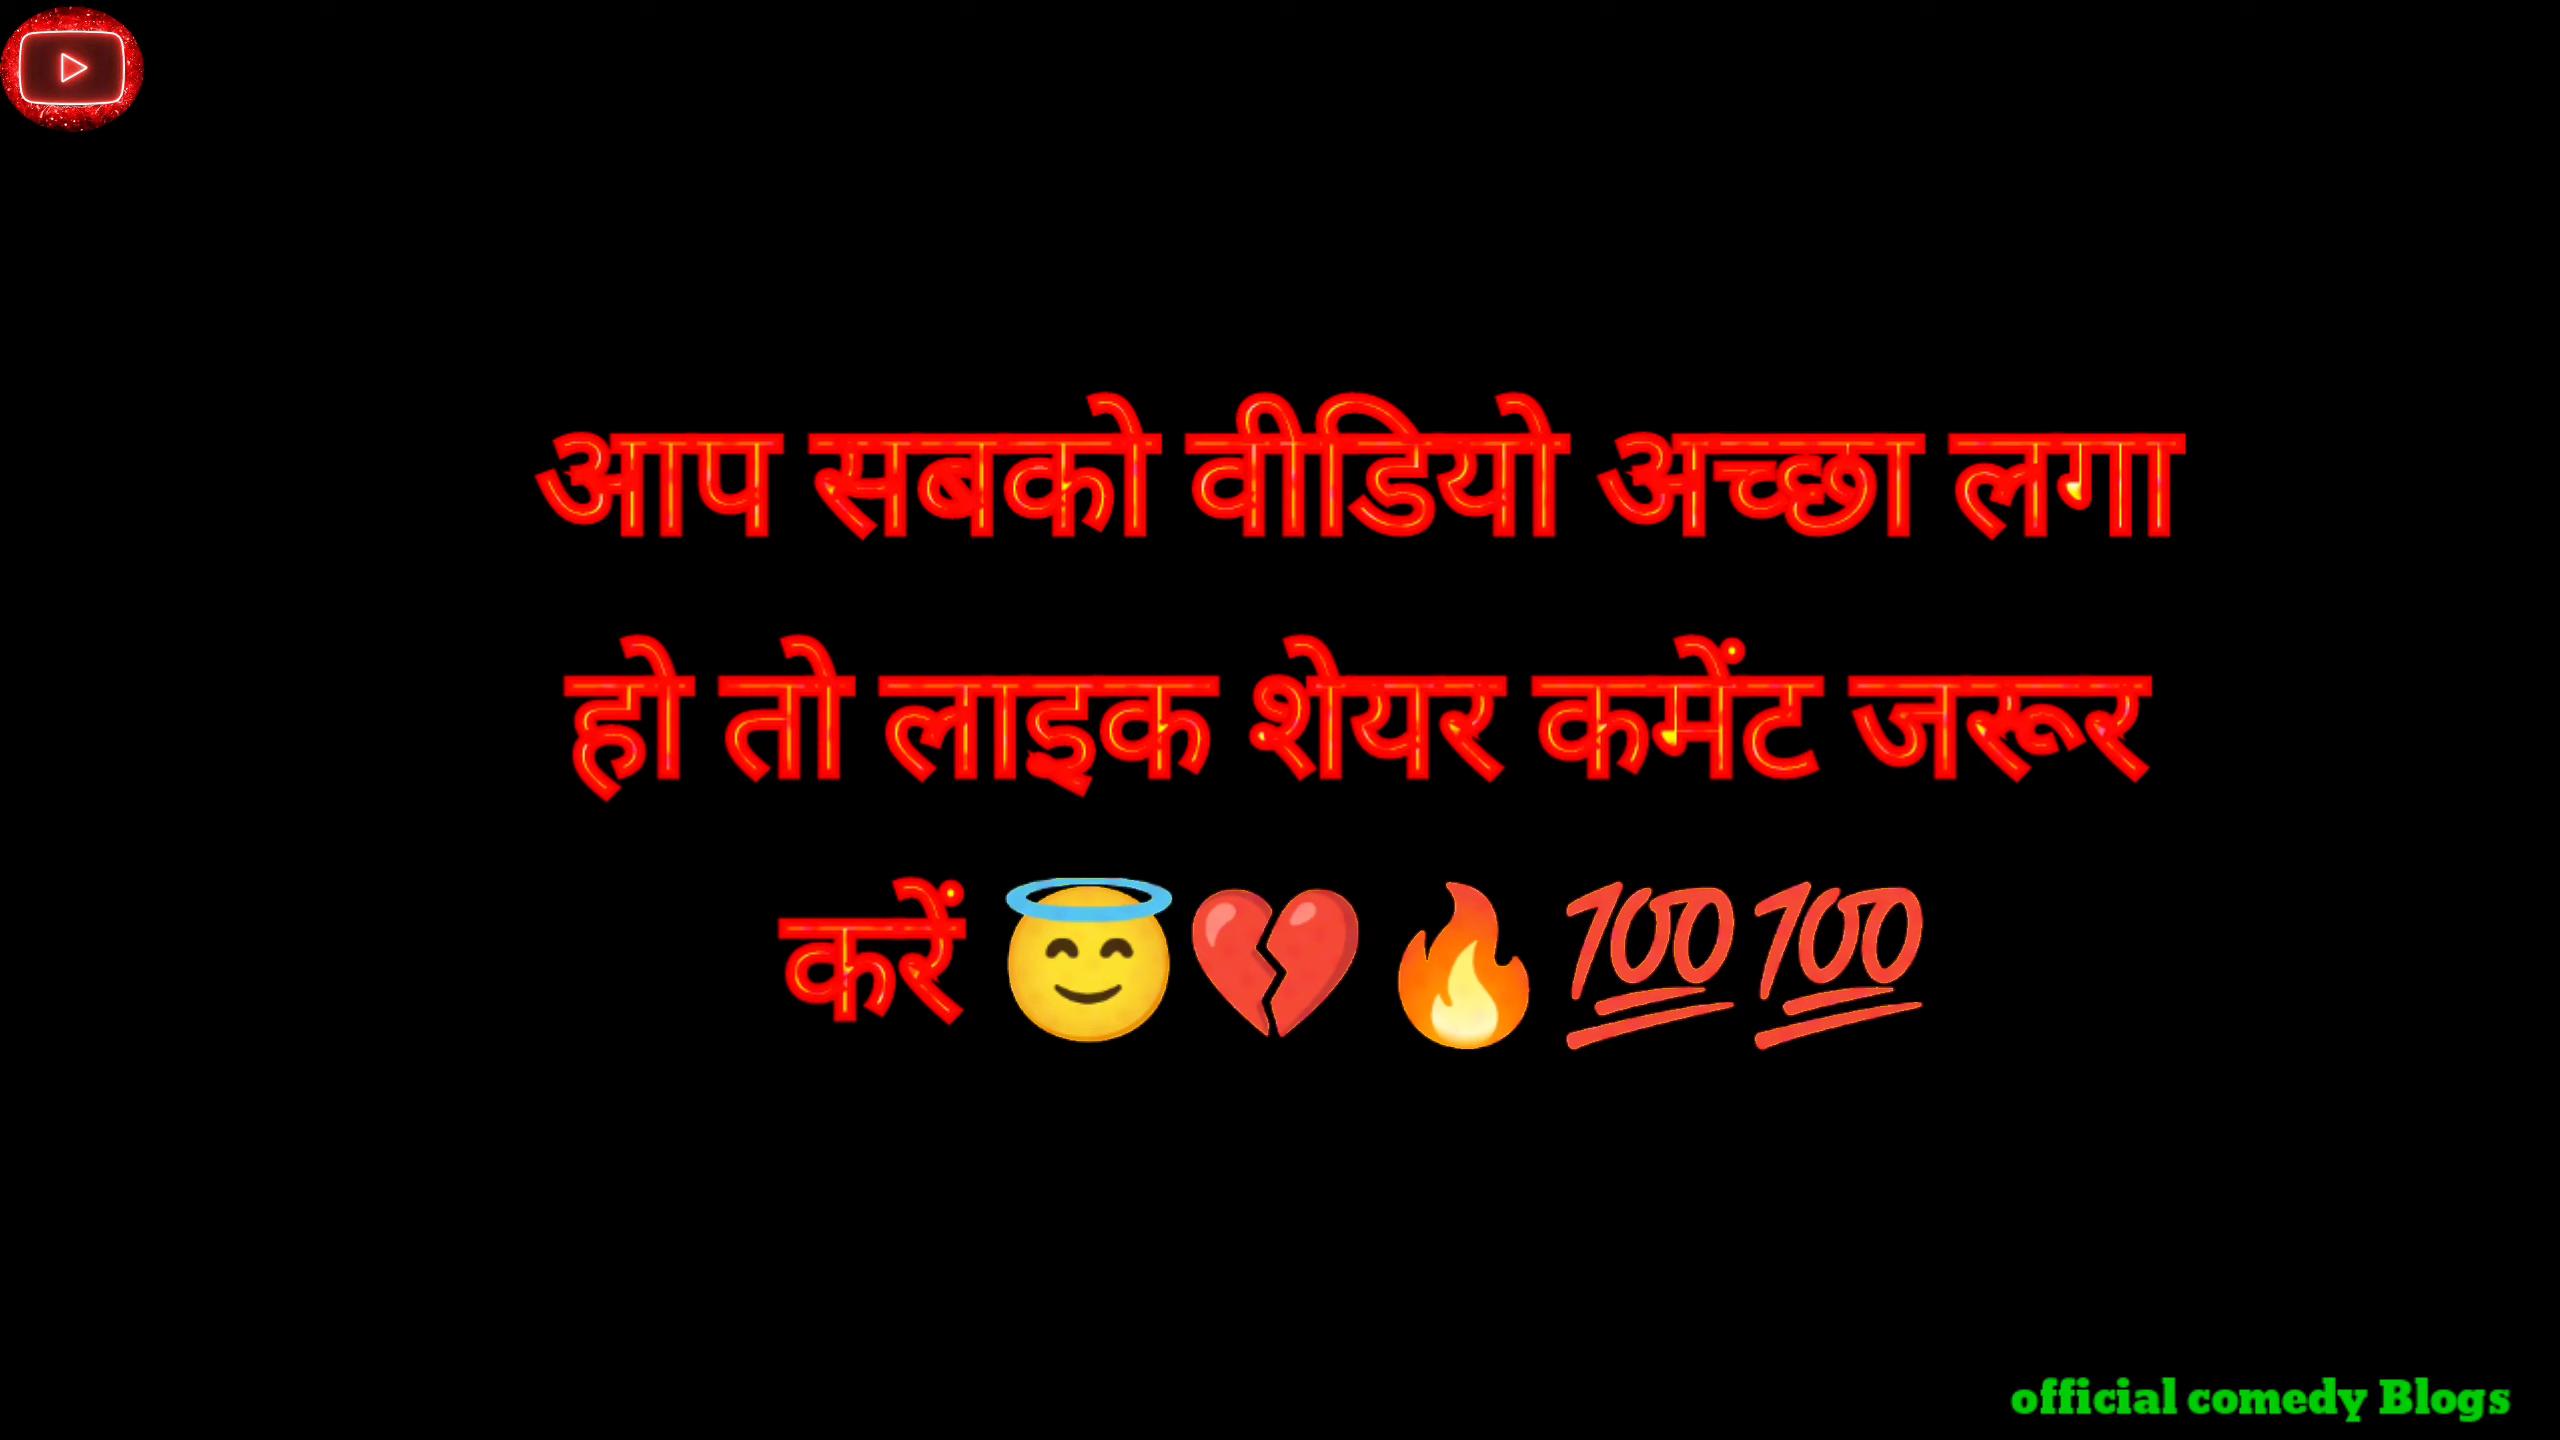 आप सबको वीडियो अच्छा लगा
हो तो लाइक शेयर कमेंट जरूर
करें 😇💔🔥💯💯
official comedy Blogs